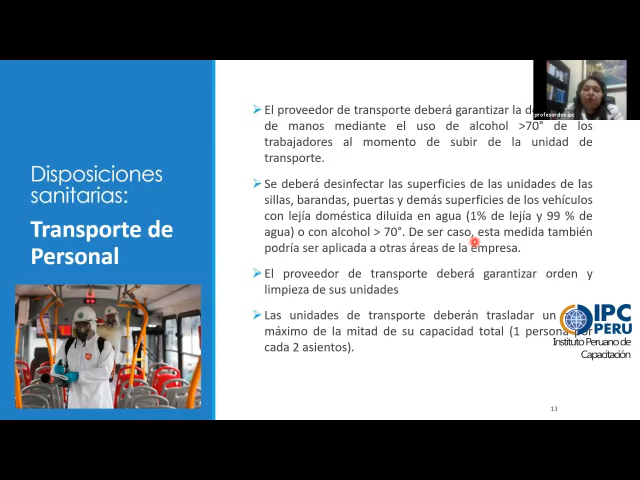 Disposiciones
sanitarias:
Transporte de
Personal
El proveedor de transporte deberá garantizar la
de manos mediante el uso de alcohol >70° de los
trabajadores al momento de subir de la unidad de
transporte.
Se deberá desinfectar las superficies de las unidades de las
sillas, barandas, puertas y demás superficies de los vehículos
con lejía doméstica diluida en agua (1% de lejía y 99 % de
agua) o con alcohol > 70°. De ser caso, esta medida también
podría ser aplicada a otras áreas de la empresa.
El proveedor de transporte deberá garantizar orden y
limpieza de sus unidades
Las unidades de transporte deberán trasladar un
máximo de la mitad de su capacidad total (1 persona por
cada 2 asientos).
profesordes ipc
IPC
PERU
Instituto Peruano de
Capacitación
13